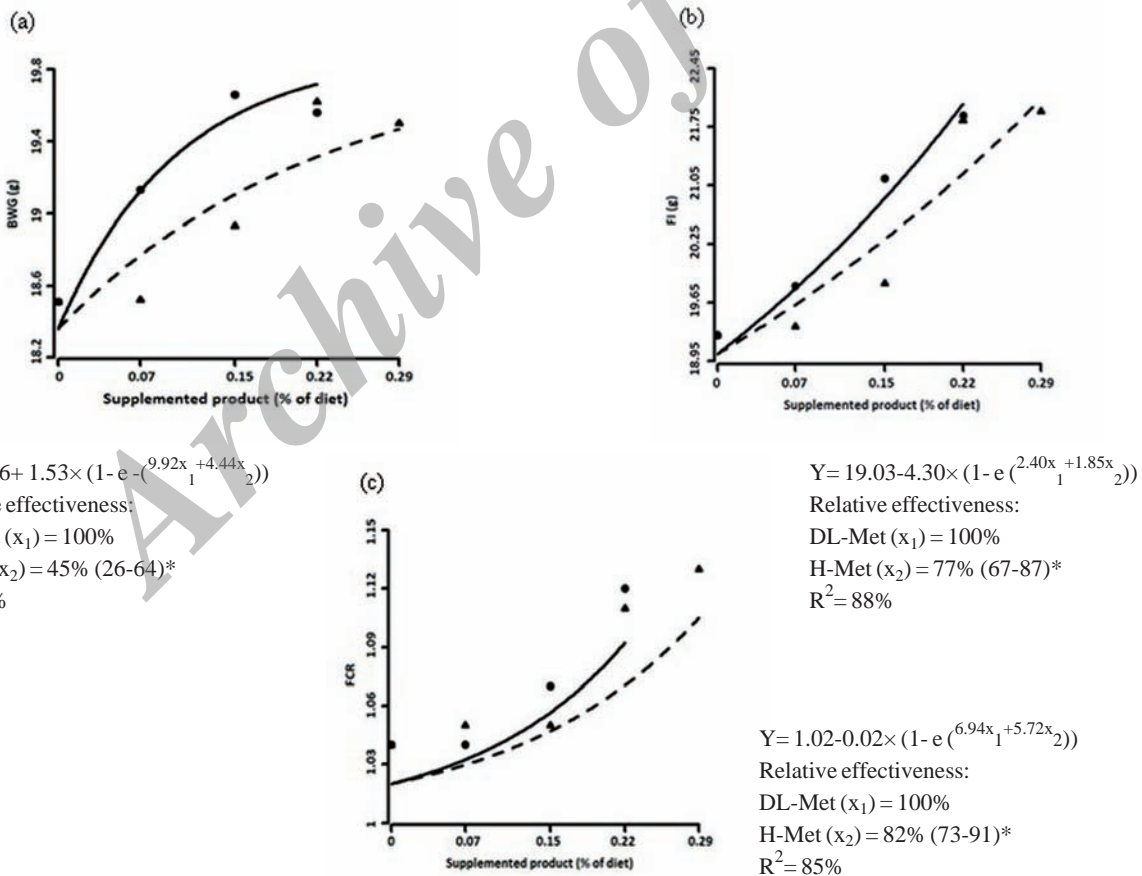 Archive of
(a)
19.8
19.4
19
18.6
18.2
BWG (g)
0 0.07 0.15 0.22 0.29
Supplemented product (% of diet)
(b)
22.45
21.75
21.05
20.25
19.65
18.95
FI (g)
0 0.07 0.15 0.22 0.29
Supplemented product (% of diet)
6+ 1.53× (1- e -(9.92x1+4.44x2))
e effectiveness:
(x1) = 100%
x2) = 45% (26-64)*
%
Y= 19.03-4.30× (1- e (2.40x1+1.85x2))
Relative effectiveness:
DL-Met (x1) = 100%
H-Met (x2) = 77% (67-87)*
R2= 88%
(c)
1.15
1.12
1.09
1.06
1.03
1
FCR
0 0.07 0.15 0.22 0.29
Supplemented product (% of diet)
Y= 1.02-0.02× (1- e (6.94x1+5.72x2))
Relative effectiveness:
DL-Met (x1) = 100%
H-Met (x2) = 82% (73-91)*
R2= 85%